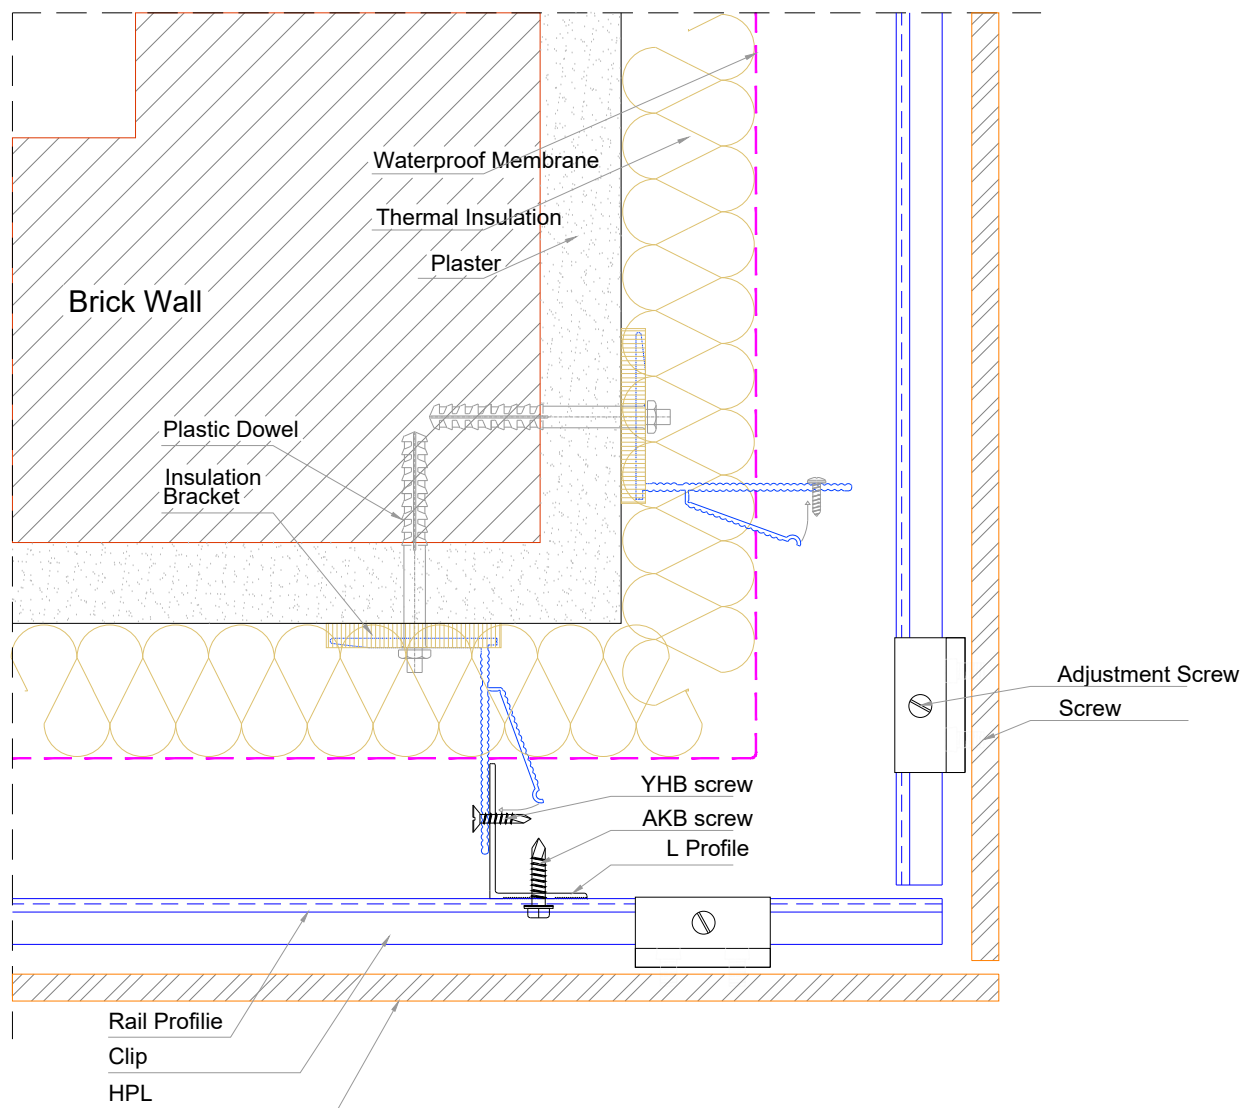 Waterproof Membrane
Thermal Insulation
Plaster
Brick Wall
Plastic Dowel
Insulation
Bracket
Adjustment Screw
Screw
YHB screw
AKB screw
L Profile
Rail Profilie
Clip
HPL